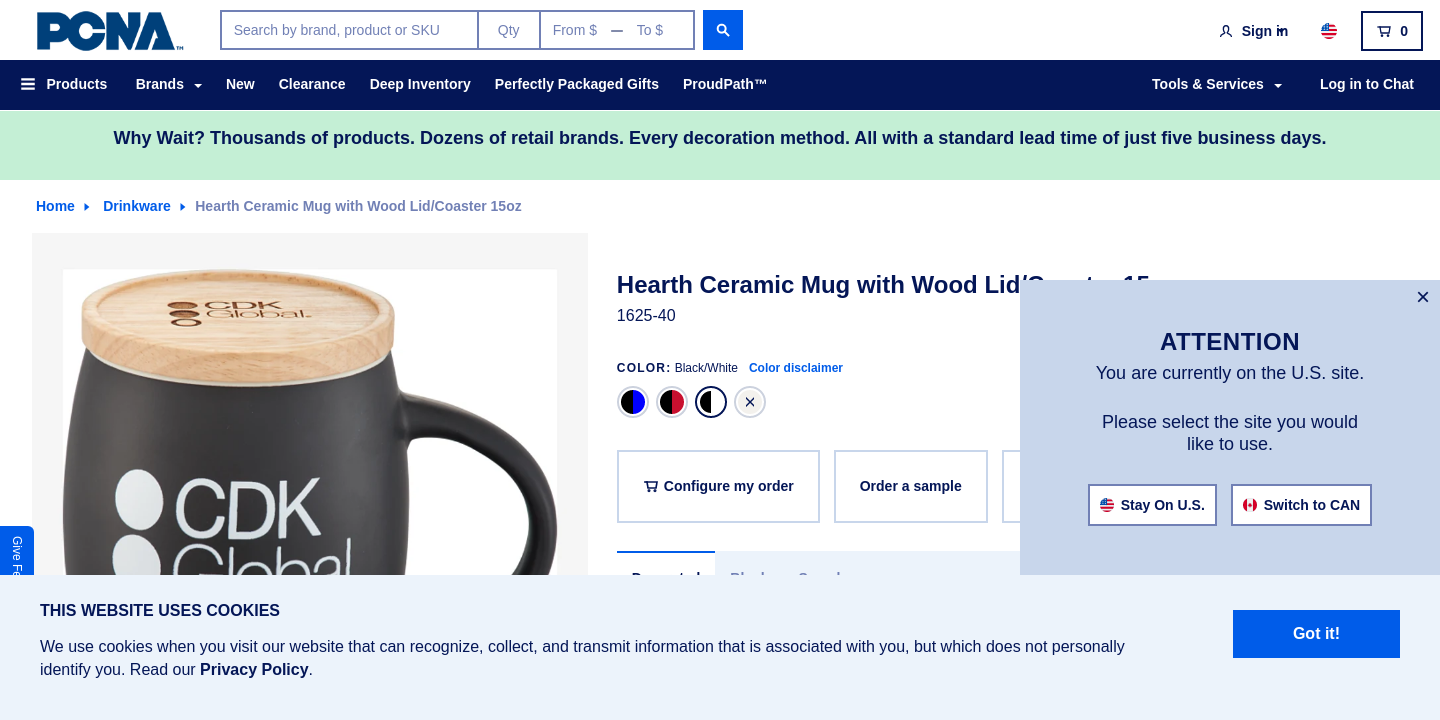 PCNA™
Search by brand, product or SKU
Qty
From $ — To $
Sign in
0
Products
Brands
New
Clearance
Deep Inventory
Perfectly Packaged Gifts
ProudPath™
Tools & Services
Log in to Chat
Why Wait? Thousands of products. Dozens of retail brands. Every decoration method. All with a standard lead time of just five business days.
Home
Drinkware
Hearth Ceramic Mug with Wood Lid/Coaster 15oz
CDK
Global
CDK
Global
Hearth Ceramic Mug with Wood
1625-40
COLOR: Black/White Color disclaimer
Configure my order
Order a sample
ATTENTION
You are currently on the U.S. site.
Please select the site you would
like to use.
Stay On U.S.
Switch to CAN
Give
THIS WEBSITE USES COOKIES
We use cookies when you visit our website that can recognize, collect, and transmit information that is associated with you, but which does not personally
identify you. Read our Privacy Policy.
Got it!